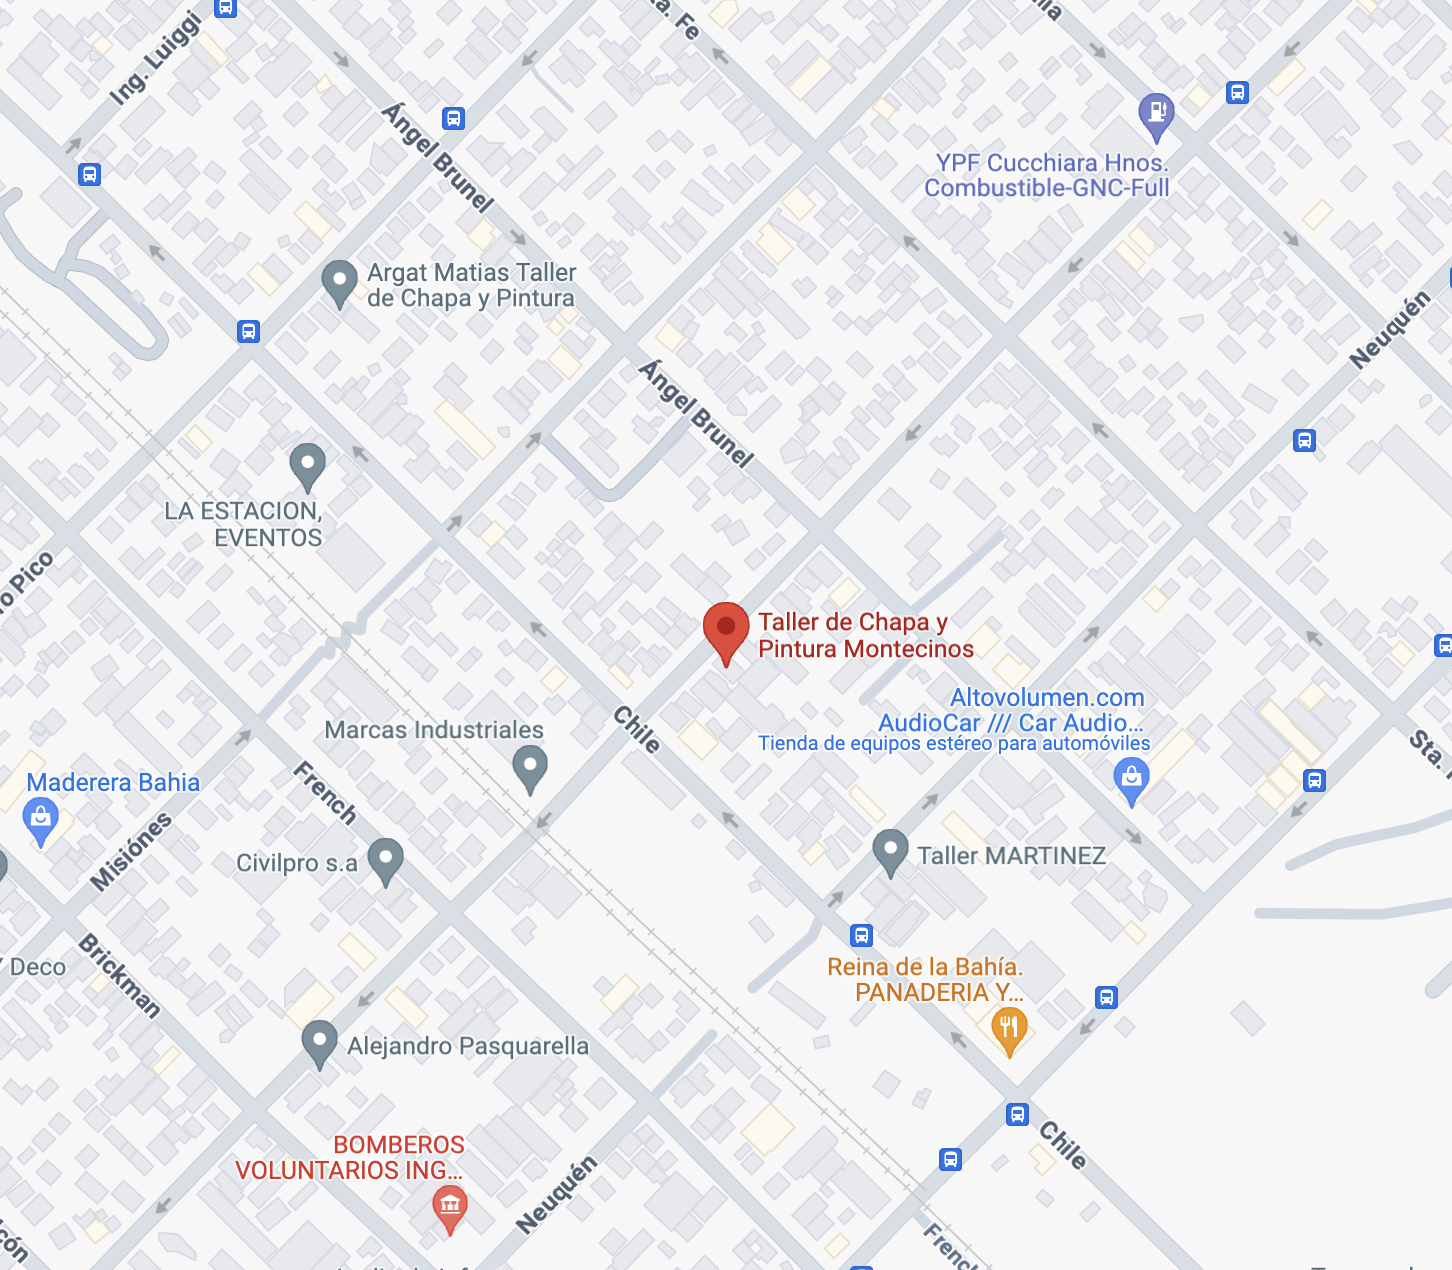 Ing. Luiggi
Ángel Brunel
ta. Fe
YPF Cucchiara Hnos.
Combustible-GNC-Full
Argat Matias Taller
de Chapa y Pintura
Neuquén
Ángel Brunel
LA ESTACION,
EVENTOS
o Pico
Taller de Chapa y
Pintura Montecinos
Altovolumen.com
AudioCar /// Car Audio...
Tienda de equipos estéreo para automóviles
Chile
Marcas Industriales
Sta.
Maderera Bahia
French
Misiónes
Civilpro s.a
Taller MARTINEZ
Brickman
Deco
Reina de la Bahía.
PANADERIA Y...
Alejandro Pasquarella
BOMBEROS
VOLUNTARIOS ING...
Chile
Neuquén
cón
French